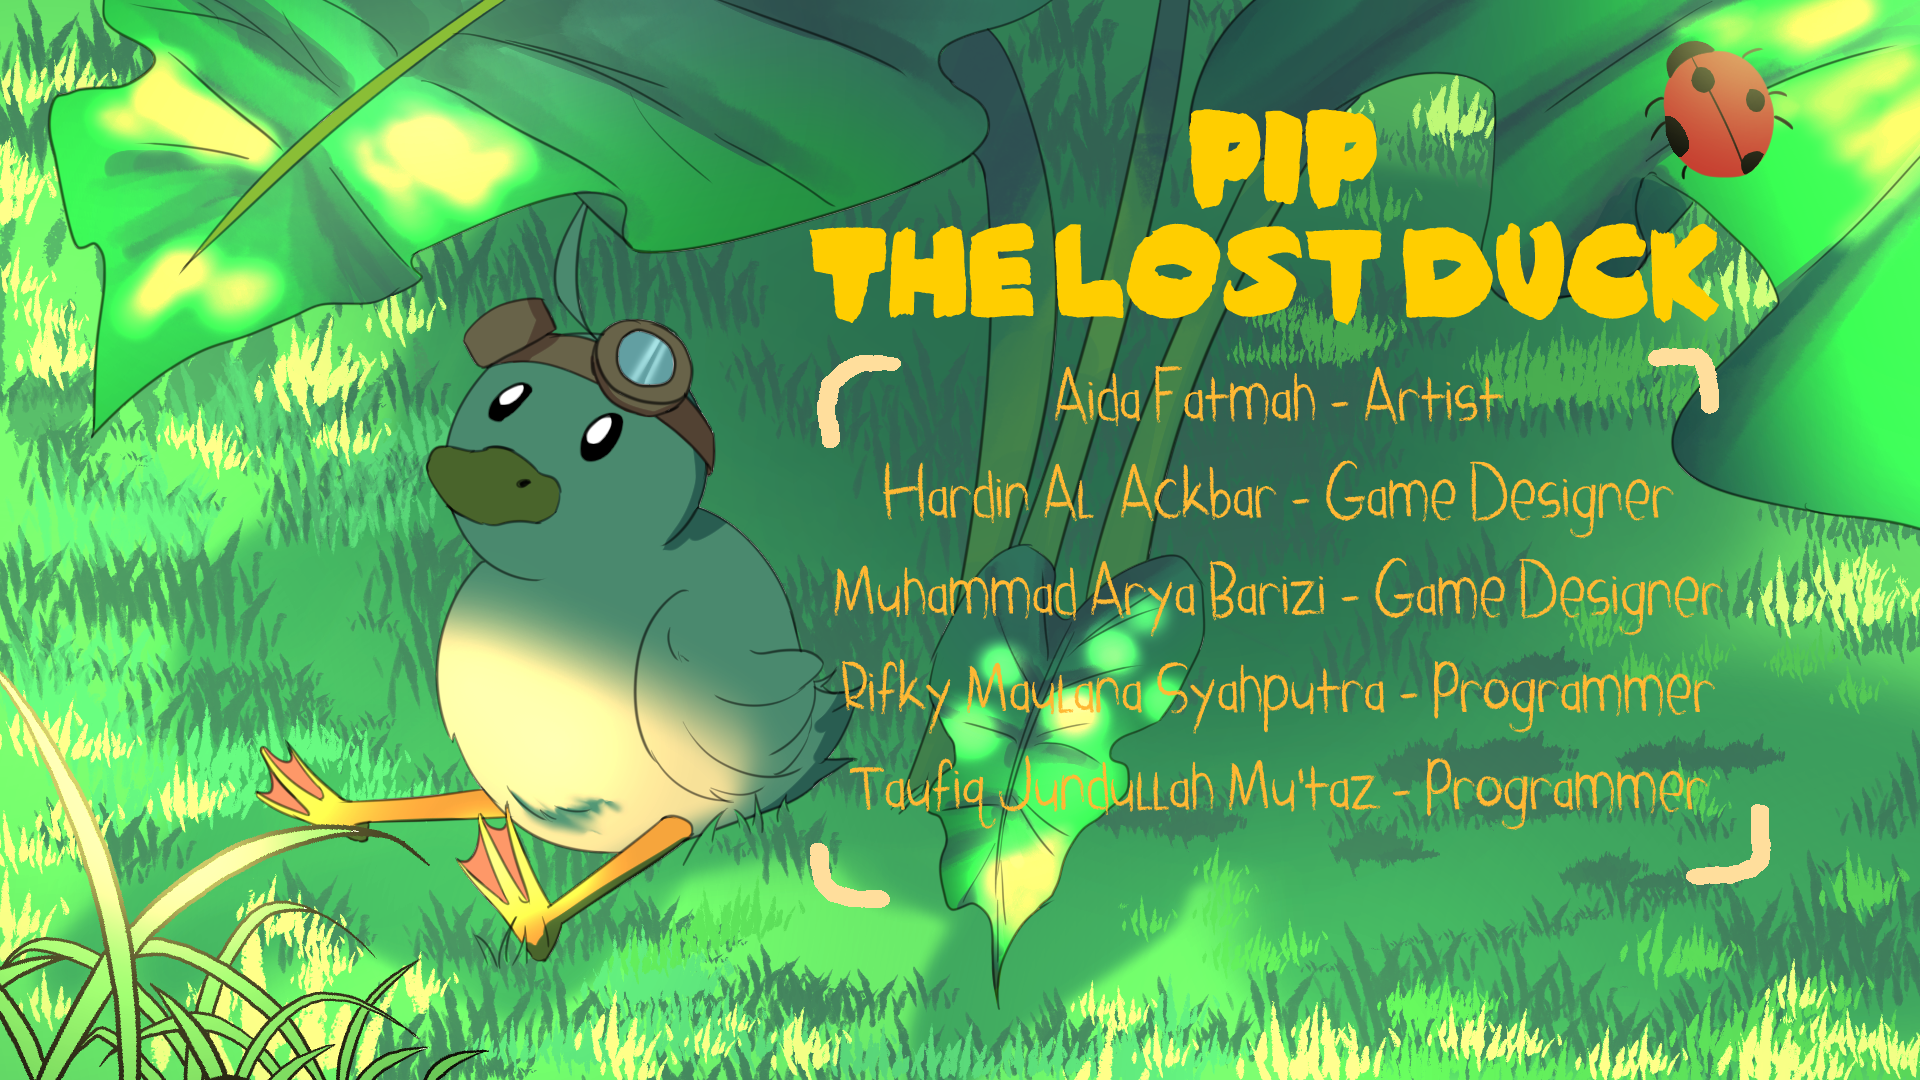 PIP
THE LOST DUCK
Aida Fatmah - Artist
Hardin Al Ackbar - Game Designer
Muhammad Arya Barizi - Game Designer
Rifky Maulana Syahputra - Programmer
Taufiq Jundullah Mu'taz - Programmer